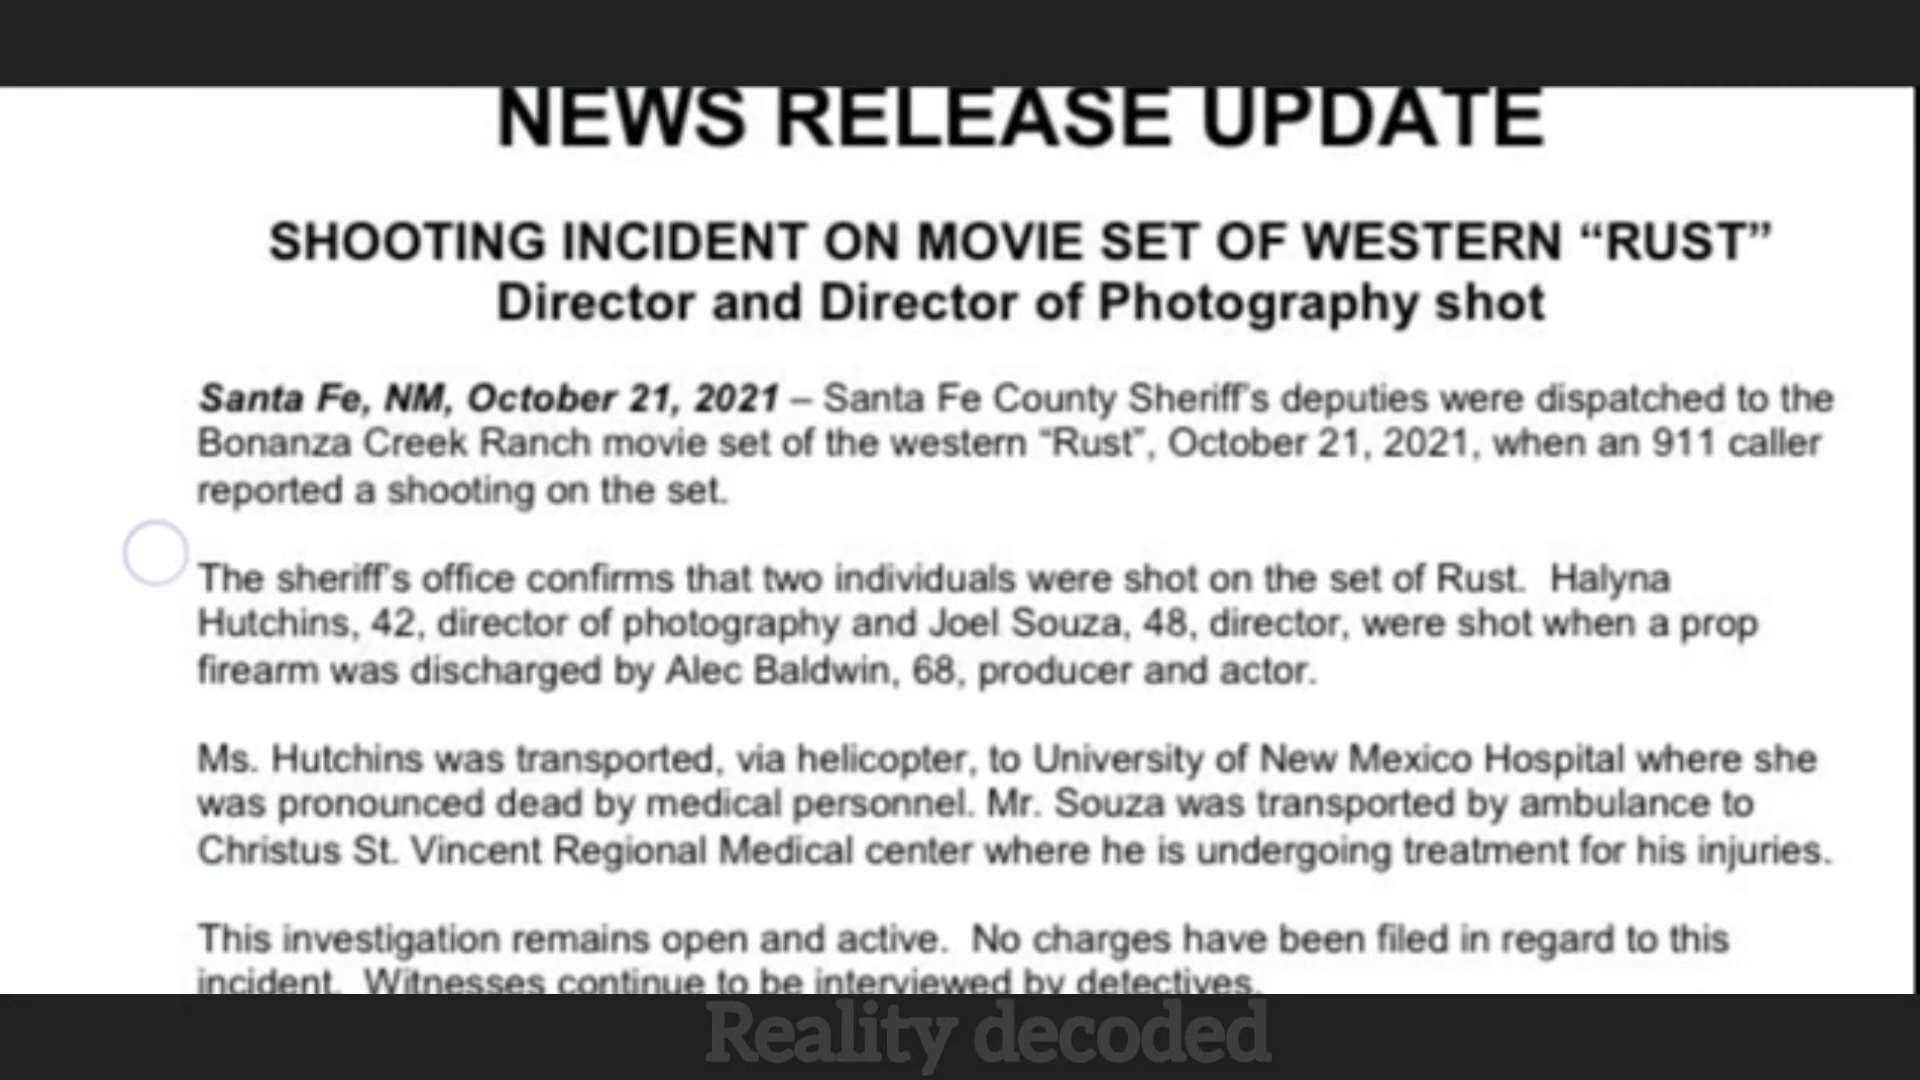 NEWS RELEASE UPDATE
SHOOTING INCIDENT ON MOVIE SET OF WESTERN “RUST”
Director and Director of Photography shot
Santa Fe, NM, October 21, 2021 – Santa Fe County Sheriff's deputies were dispatched to the
Bonanza Creek Ranch movie set of the western “Rust”, October 21, 2021, when an 911 caller
reported a shooting on the set.
The sheriff's office confirms that two individuals were shot on the set of Rust.  Halyna
Hutchins, 42, director of photography and Joel Souza, 48, director, were shot when a prop
firearm was discharged by Alec Baldwin, 68, producer and actor.
Ms. Hutchins was transported, via helicopter, to University of New Mexico Hospital where she
was pronounced dead by medical personnel. Mr. Souza was transported by ambulance to
Christus St. Vincent Regional Medical center where he is undergoing treatment for his injuries.
This investigation remains open and active.  No charges have been filed in regard to this
incident.  Witnesses continue to be interviewed by detectives.
Reality decoded